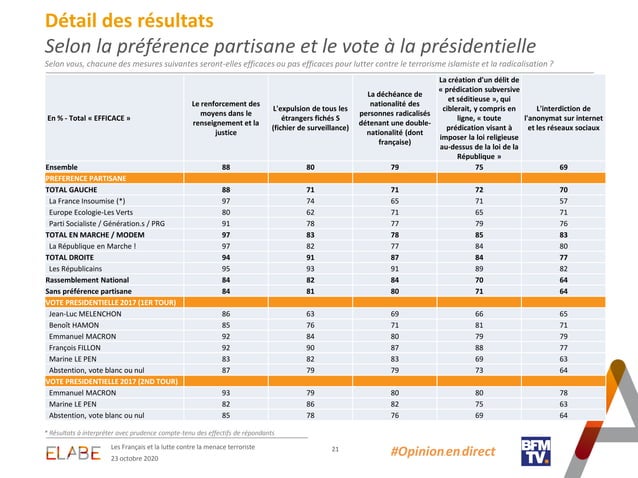 Détail des résultats
Selon la préférence partisane et le vote à la présidentielle
Selon vous, chacune des mesures suivantes seront-elles efficaces ou pas efficaces pour lutter contre le terrorisme islamiste et la radicalisation ?
En % - Total « EFFICACE »
Le renforcement des
moyens dans le
renseignement et la
justice
L'expulsion de tous les
étrangers fichés S
(fichier de surveillance)
La déchéance de
nationalité des
personnes radicalisés
détenant une double-
nationalité (dont
française)
La création d'un délit de
« prédication subversive
et séditieuse », qui
ciblerait, y compris en
ligne, « toute
prédication visant à
imposer la loi religieuse
au-dessus de la loi de la
République »
L'interdiction de
l'anonymat sur internet
et les réseaux sociaux
Ensemble 88 80 79 75 69
PREFERENCE PARTISANE
TOTAL GAUCHE 88 71 71 72 70
La France Insoumise (*) 97 74 65 71 57
Europe Ecologie-Les Verts 80 62 71 65 71
Parti Socialiste / Génération.s / PRG 91 78 77 79 76
TOTAL EN MARCHE / MODEM 97 83 78 85 83
La République en Marche ! 97 82 77 84 80
TOTAL DROITE 94 91 87 84 77
Les Républicains 95 93 91 89 82
Rassemblement National 84 82 84 70 64
Sans préférence partisane 84 81 80 71 64
VOTE PRESIDENTIELLE 2017 (1ER TOUR)
Jean-Luc MELENCHON 86 63 69 66 65
Benoît HAMON 85 76 71 81 71
Emmanuel MACRON 92 84 80 79 79
François FILLON 92 90 87 88 77
Marine LE PEN 83 82 83 69 63
Abstention, vote blanc ou nul 87 79 79 73 64
VOTE PRESIDENTIELLE 2017 (2ND TOUR)
Emmanuel MACRON 93 79 80 80 78
Marine LE PEN 82 86 82 75 63
Abstention, vote blanc ou nul 85 78 76 69 64
* Résultats à interpréter avec prudence compte-tenu des effectifs de répondants
ELABE
Les Français et la lutte contre la menace terroriste
23 octobre 2020
21
#Opinion en direct
BFM
TV.